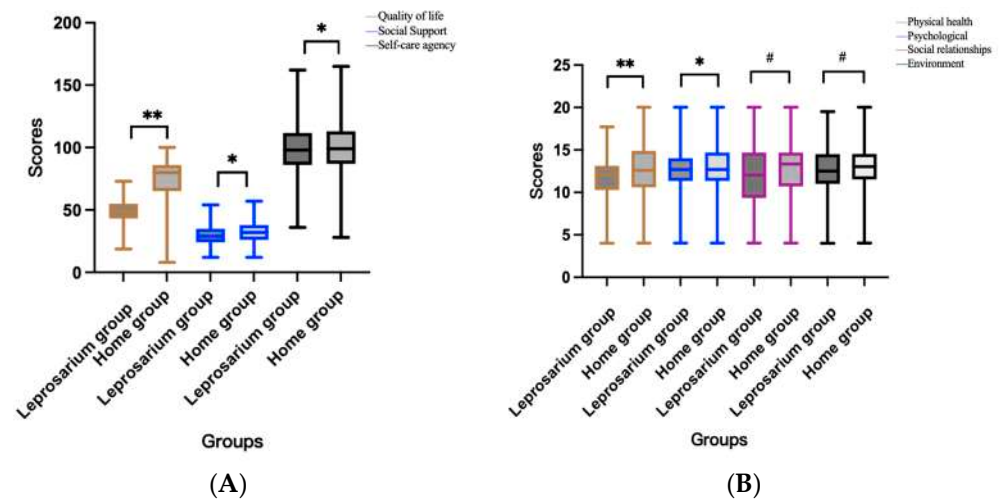 Quality of life
Social Support
Self-care agency
200
150
100
50
0
Scores
**
*
*
Leprosarium group
Home group
Leprosarium group
Home group
Leprosarium group
Home group
Groups
(A)
Physical health
Psychological
Social relationships
Environment
25
20
15
10
5
0
Scores
**
*
#
#
Leprosarium group
Home group
Leprosarium group
Home group
Leprosarium group
Home group
Leprosarium group
Home group
Groups
(B)